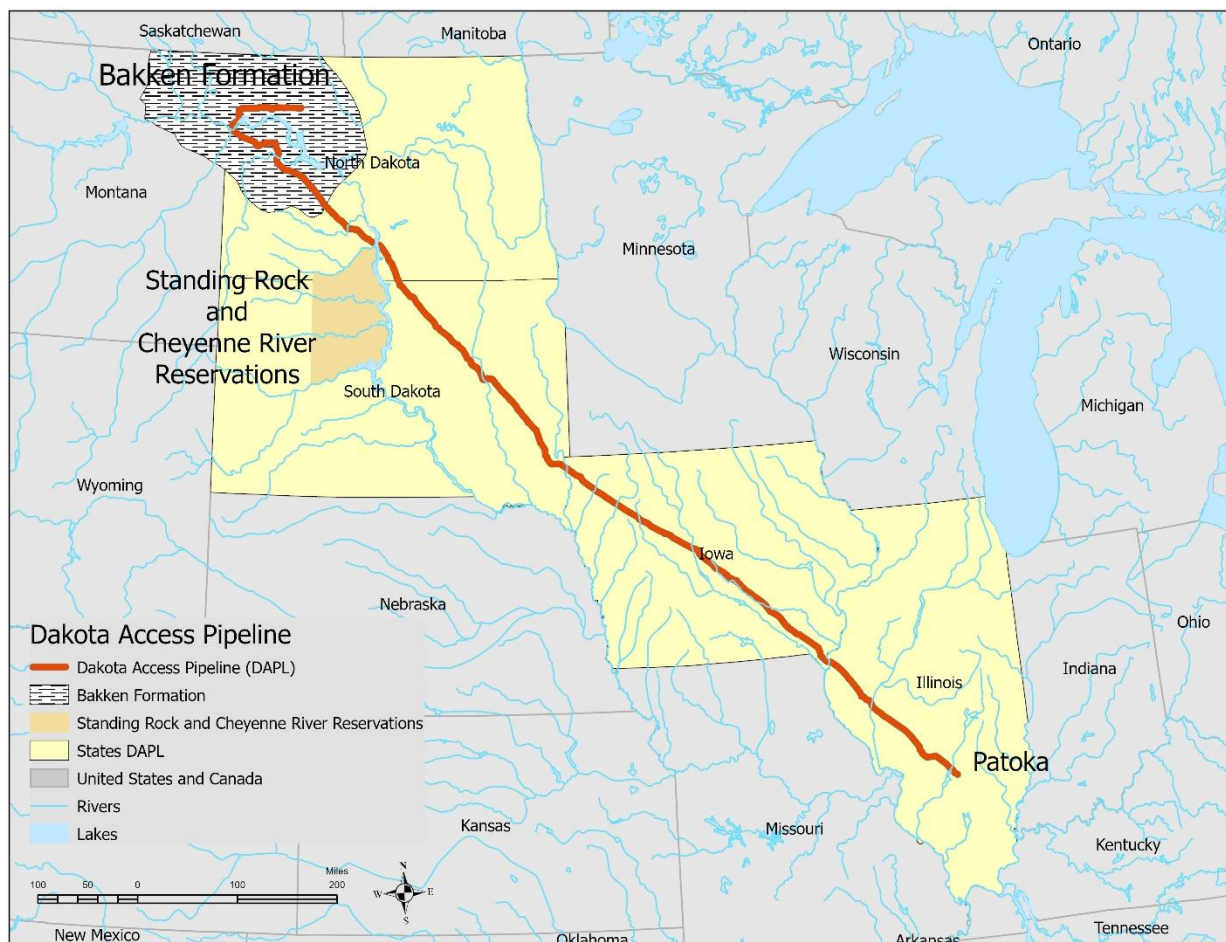 Saskatchewan
Manitoba
Ontario
Bakken Formation
North Dakota
Montana
Minnesota
Standing Rock
and
Cheyenne River
Reservations
Wisconsin
South Dakota
Michigan
Wyoming
Iowa
Nebraska
Ohio
Indiana
Illinois
Patoka
Dakota Access Pipeline
Dakota Access Pipeline (DAPL)
Bakken Formation
Standing Rock and Cheyenne River Reservations
States DAPL
United States and Canada
Rivers
Lakes
Kansas
Missouri
Kentucky
Miles
100 50 0 100 200
N
W E
S
New Mexico
Oklahoma
Arkansas
Tennessee